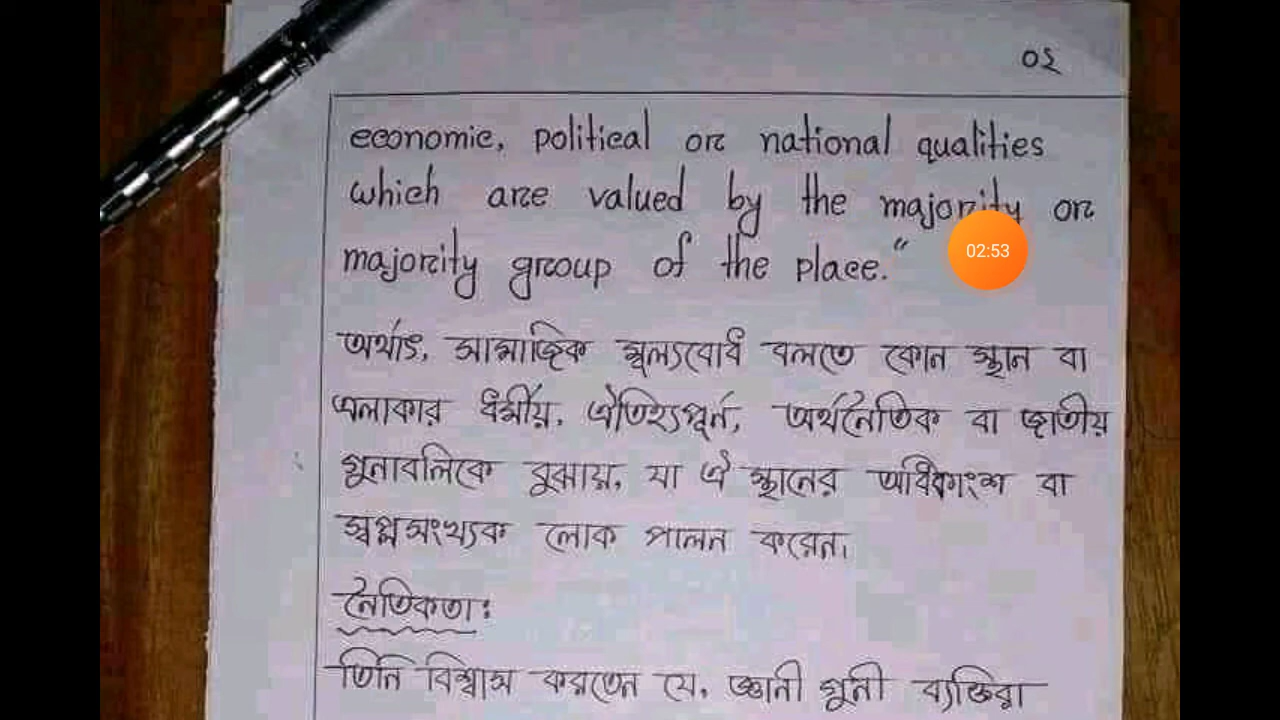 ০২
economic, political or national qualities
which are valued by the majority or
majority group of the place."
02:53
অর্থাৎ, সামাজিক মূল্যবোধ বলতে কোন স্থান বা
এলাকার ধর্মীয়, ঐতিহ্যপূর্ন, অর্থনৈতিক বা জাতীয়
গুনাবলিকে বুঝায়, যা ঐ স্থানের অধিকাংশ বা
স্বল্পসংখ্যক লোক পালন করেন।
নৈতিকতা:
তিনি বিশ্বাস করতেন যে, জ্ঞানী গুনী ব্যক্তিরা